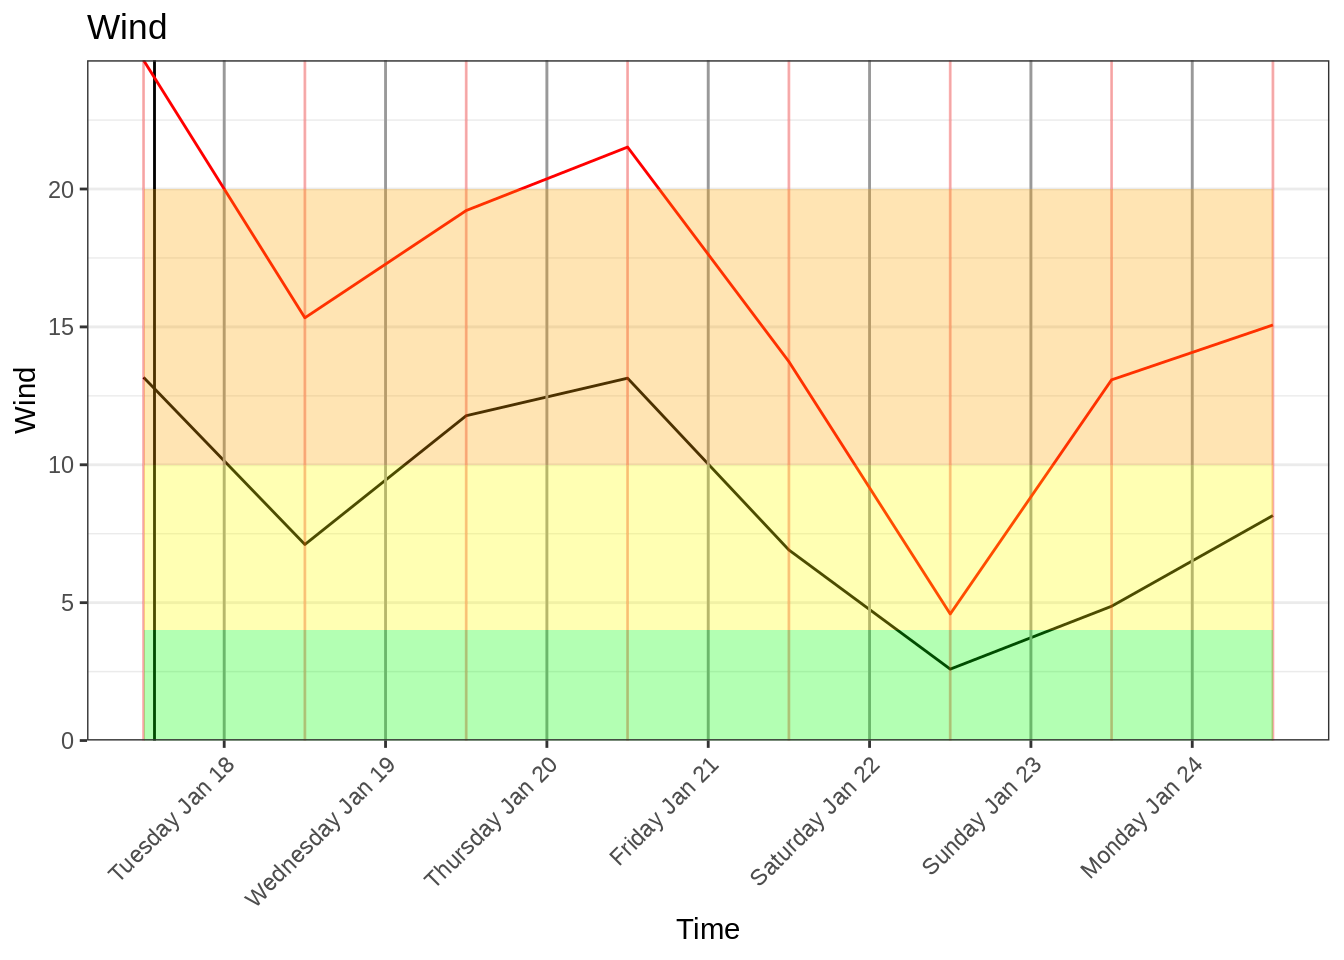 Wind
Wind
20
15
10
5
0
Tuesday Jan 18
Wednesday Jan 19
Thursday Jan 20
Friday Jan 21
Saturday Jan 22
Sunday Jan 23
Monday Jan 24
Time